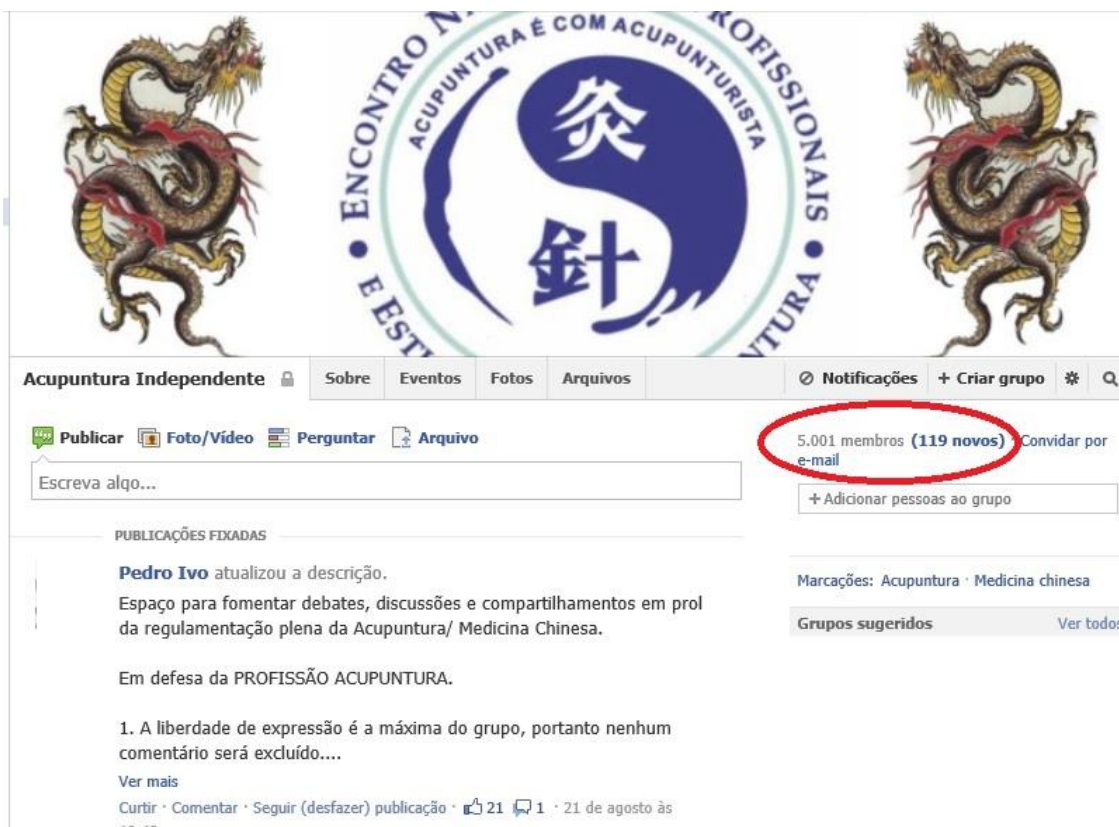 ENCONTRO NA ROFISSIONAIS
ACUPUNTURA É COM ACUPUNTURISTA
灸
針
E ESTU NTURA
Acupuntura Independente
Sobre
Eventos
Fotos
Arquivos
Notificações
+ Criar grupo
Publicar Foto/Vídeo Perguntar Arquivo
5.001 membros (119 novos) · Convidar por
e-mail
Escreva algo...
+ Adicionar pessoas ao grupo
PUBLICAÇÕES FIXADAS
Pedro Ivo atualizou a descrição.
Espaço para fomentar debates, discussões e compartilhamentos em prol
da regulamentação plena da Acupuntura/ Medicina Chinesa.
Em defesa da PROFISSÃO ACUPUNTURA.
1. A liberdade de expressão é a máxima do grupo, portanto nenhum
comentário será excluído....
Ver mais
Curtir · Comentar · Seguir (desfazer) publicação · 21 1 · 21 de agosto às
Marcações: Acupuntura · Medicina chinesa
Grupos sugeridos
Ver todos